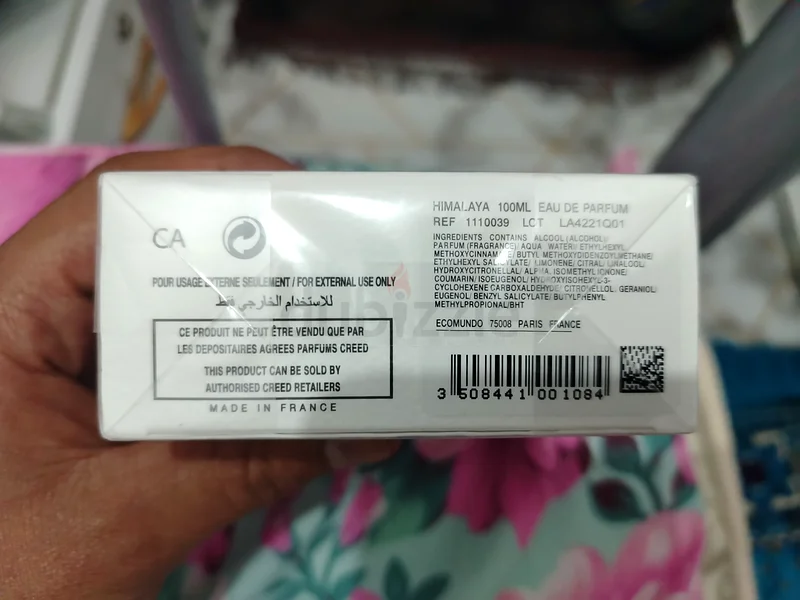 CA
POUR USAGE EXTERNE SEULEMENT / FOR EXTERNAL USE ONLY
للاستخدام الخارجي فقط
CE PRODUIT NE PEUT ÊTRE VENDU QUE PAR
LES DEPOSITAIRES AGREES PARFUMS CREED
THIS PRODUCT CAN BE SOLD BY
AUTHORISED CREED RETAILERS
MADE IN FRANCE
HIMALAYA 100ML EAU DE PARFUM
REF 1110039 LOT LA4221Q01
INGREDIENTS CONTAINS ALCOOL (ALCOHOL)/
PARFUM (FRAGRANCE)/ AQUA (WATER)/ ETHYLHEXYL
METHOXYCINNAMATE/ BUTYL METHOXYDIBENZOYLMETHANE/
ETHYLHEXYL SALICYLATE/ LIMONENE/ CITRAL/ LINALOOL/
HYDROXYCITRONELLAL/ ALPHA, ISOMETHYL IONONE/
COUMARIN/ ISOEUGENOL/ HYDROXYISOHEXYL-3-
CYCLOHEXENE CARBOXALDEHYDE/ CITRONELLOL/ GERANIOL/
EUGENOL/ BENZYL SALICYLATE/ BUTYLPHENYL
METHYLPROPIONAL/BHT
ECOMUNDO 75008 PARIS FRANCE
3 508441 001084
dubizzle